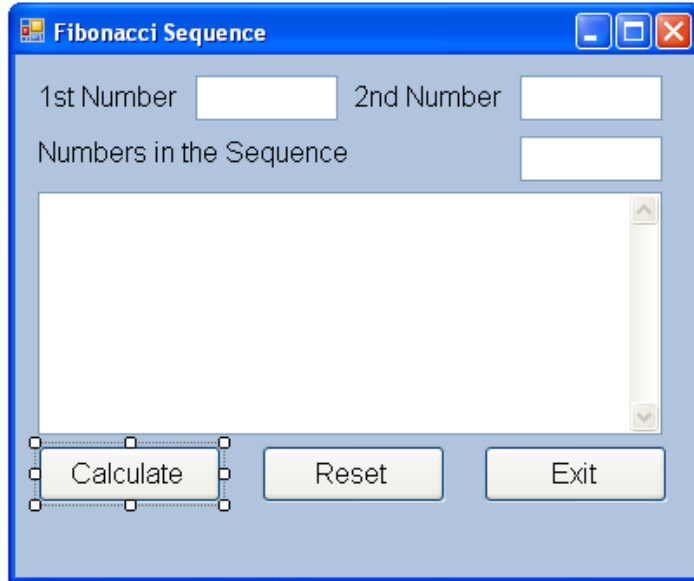 Fibonacci Sequence
1st Number 2nd Number
Numbers in the Sequence
Calculate Reset Exit